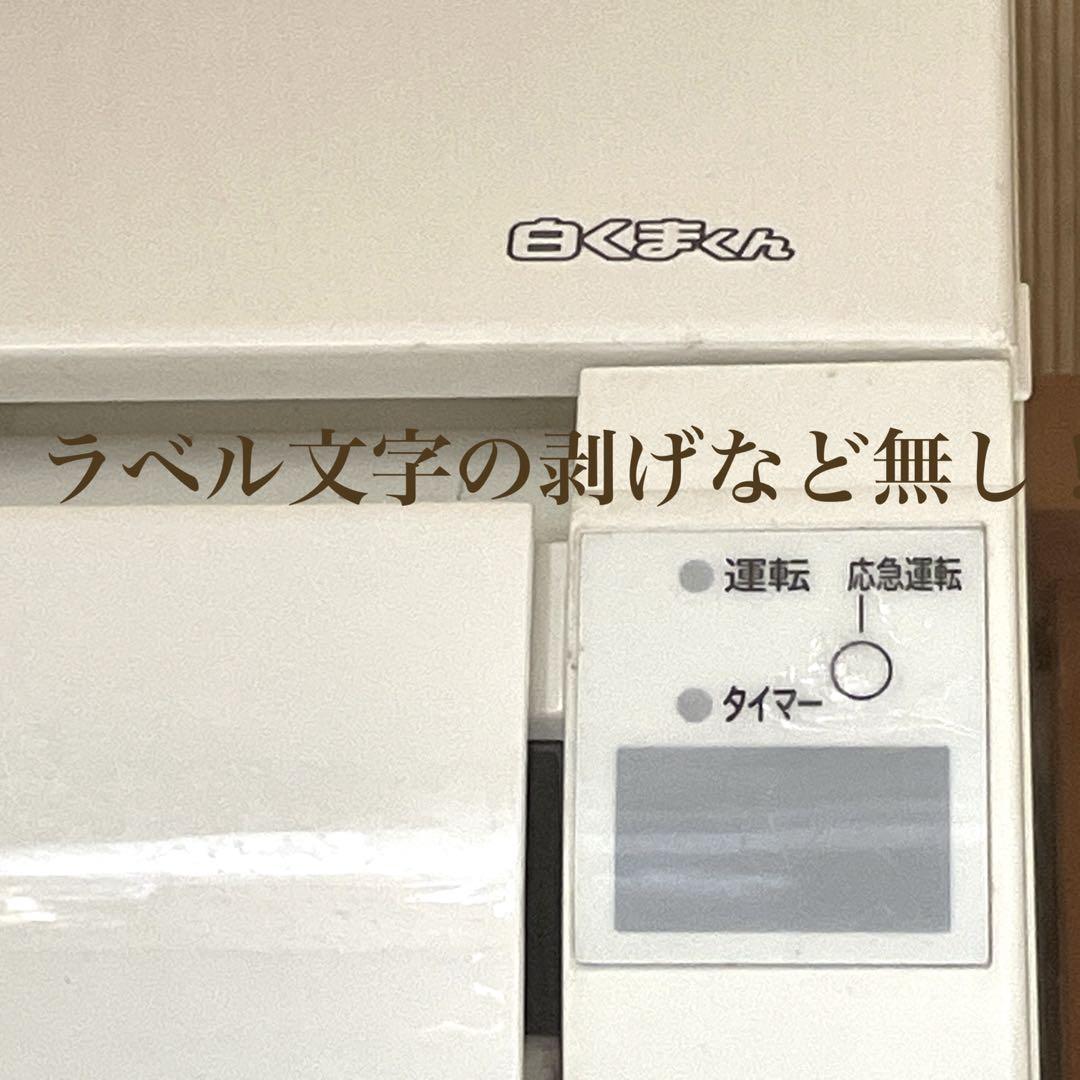 白くまくん
ラベル文字の剥げなど無し！
運転
応急運転
タイマー